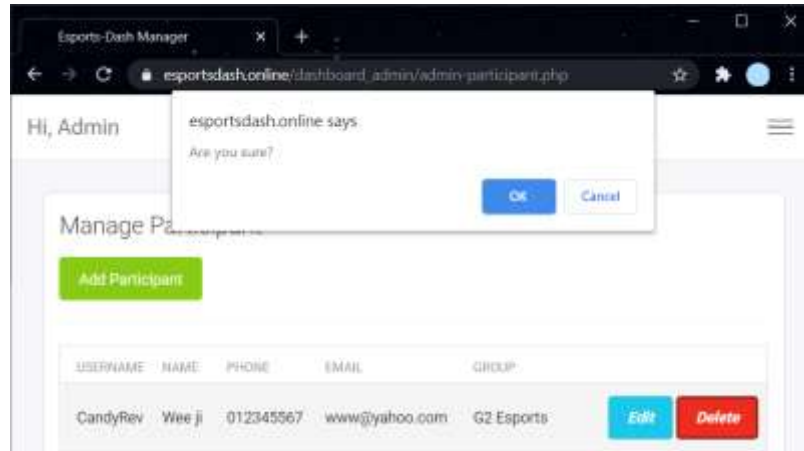 Esports-Dash Manager
esportsdash.online/dashboard_admin/admin-participant.php
Hi, Admin
esportsdash.online says
Are you sure?
OK Cancel
Manage
Add Participant
USERNAME NAME PHONE EMAIL GROUP
CandyRev Wee ji 012345567 www@yahoo.com G2 Esports Edit Delete